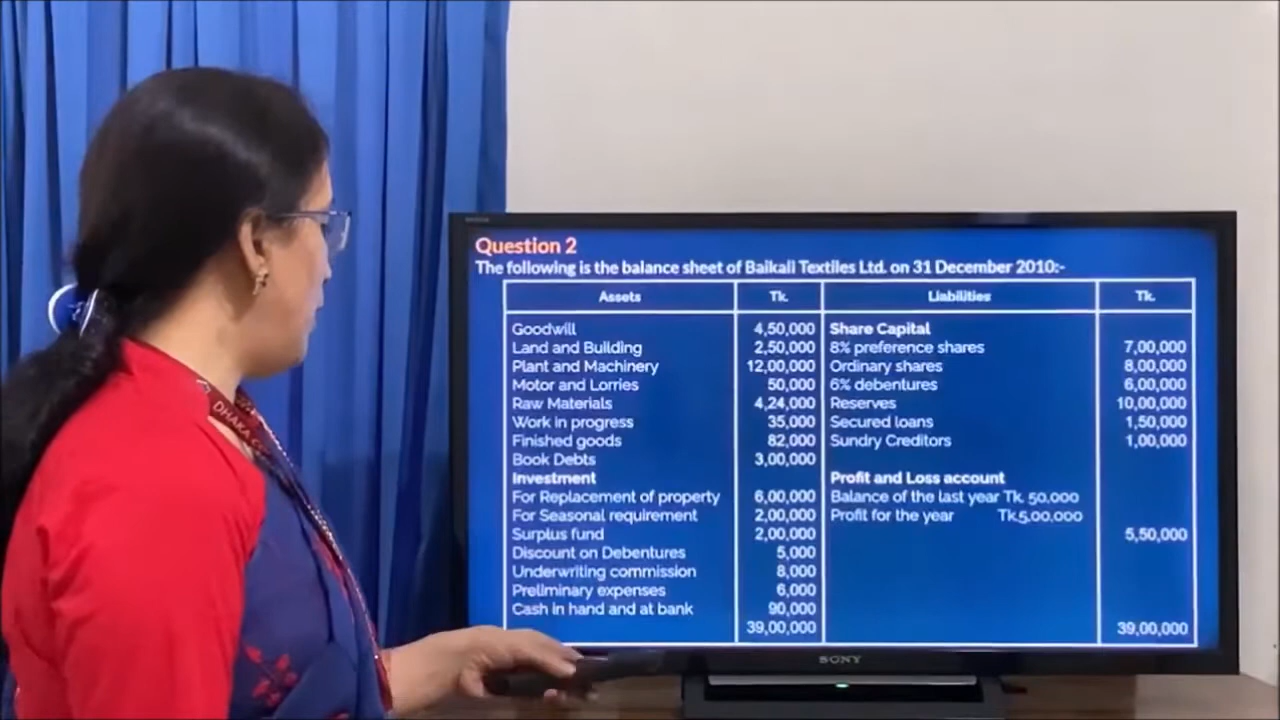 Question 2
The following is the balance sheet of Baikali Textiles Ltd. on 31 December 2010:-
Assets Tk. Liabilities Tk.
Goodwill 4,50,000 Share Capital
Land and Building 2,50,000 8% preference shares 7,00,000
Plant and Machinery 12,00,000 Ordinary shares 8,00,000
Motor and Lorries 50,000 6% debentures 6,00,000
Raw Materials 4,24,000 Reserves 10,00,000
Work in progress 35,000 Secured loans 1,50,000
Finished goods 82,000 Sundry Creditors 1,00,000
Book Debts 3,00,000
Investment Profit and Loss account
For Replacement of property 6,00,000 Balance of the last year Tk. 50,000
For Seasonal requirement 2,00,000 Profit for the year Tk.5,00,000
Surplus fund 2,00,000 5,50,000
Discount on Debentures 5,000
Underwriting commission 8,000
Preliminary expenses 6,000
Cash in hand and at bank 90,000
39,00,000 39,00,000
SONY
DHAKA